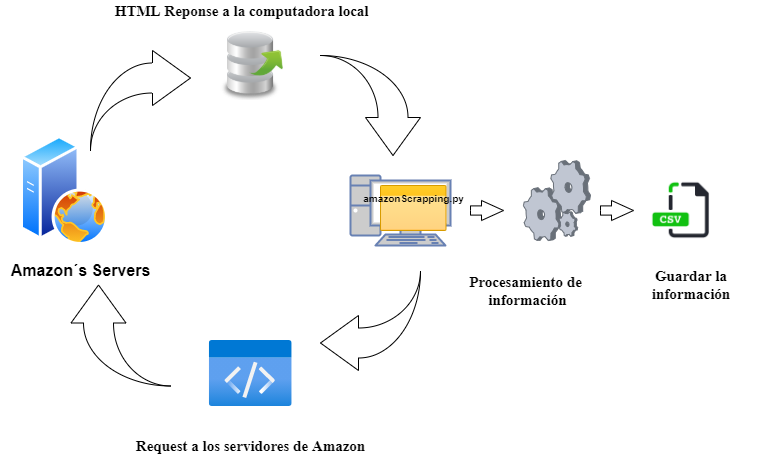 HTML Reponse a la computadora local
amazonScrapping.py
CSV
Amazon´s Servers
Procesamiento de
información
Guardar la
información
</>
Request a los servidores de Amazon